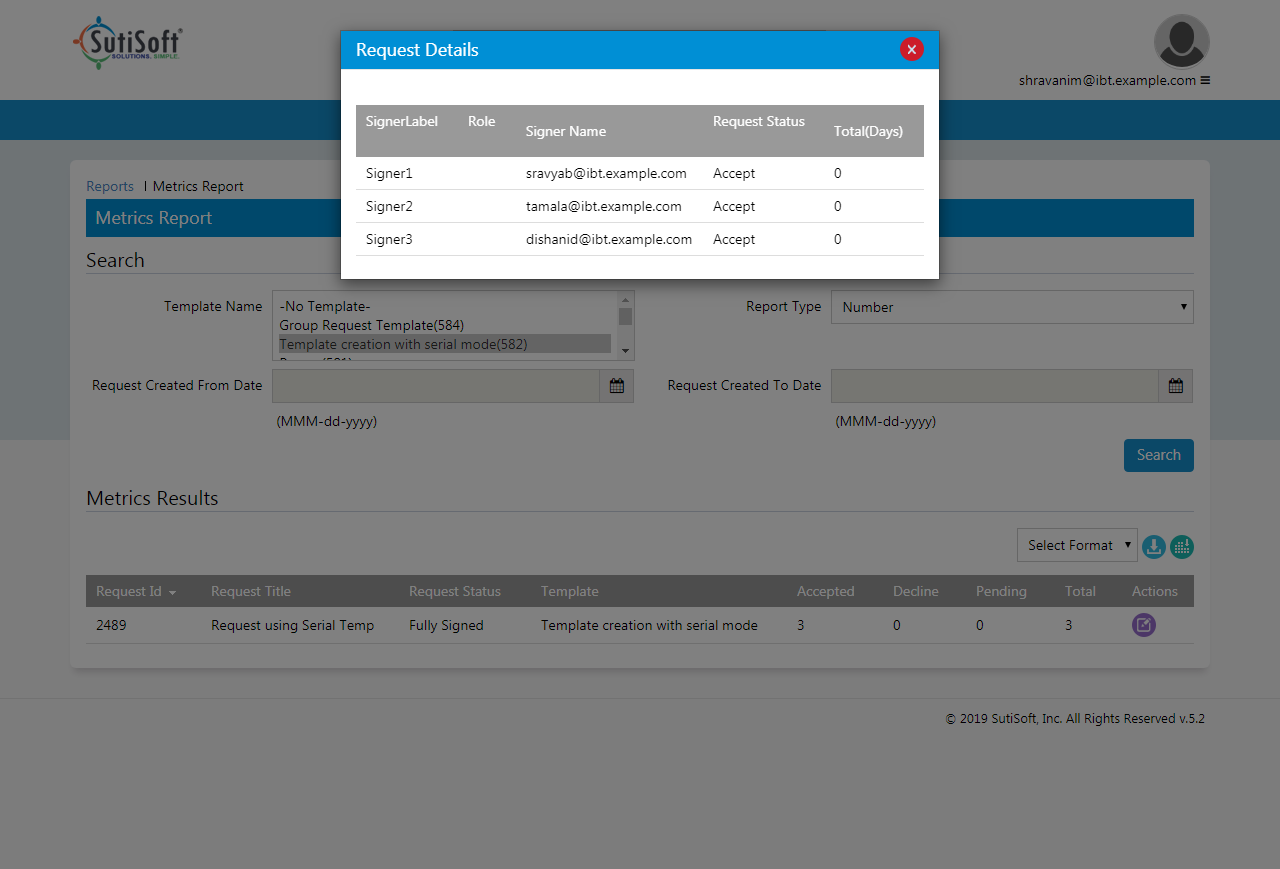 SutiSoft®
SOLUTIONS. SIMPLE.
shravanim@ibt.example.com
Request Details
SignerLabel Role Signer Name Request Status Total(Days)
Signer1 sravyab@ibt.example.com Accept 0
Signer2 tamala@ibt.example.com Accept 0
Signer3 dishanid@ibt.example.com Accept 0
Reports | Metrics Report
Metrics Report
Search
Template Name
-No Template-
Group Request Template(584)
Template creation with serial mode(582)
Report Type Number
Request Created From Date
(MMM-dd-yyyy)
Request Created To Date
(MMM-dd-yyyy)
Search
Metrics Results
Select Format
Request Id Request Title Request Status Template Accepted Decline Pending Total Actions
2489 Request using Serial Temp Fully Signed Template creation with serial mode 3 0 0 3
© 2019 SutiSoft, Inc. All Rights Reserved v.5.2